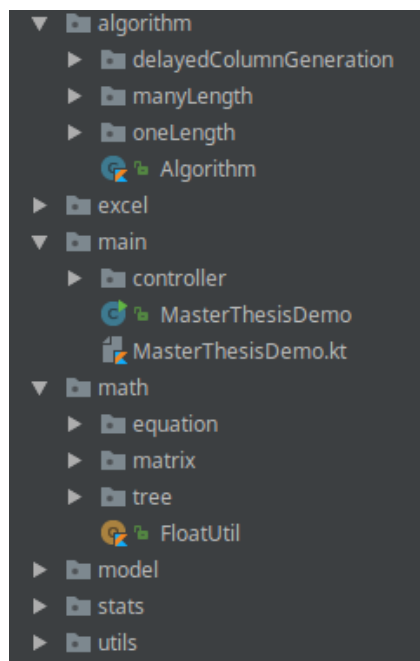 algorithm
delayedColumnGeneration
manyLength
oneLength
Algorithm
excel
main
controller
MasterThesisDemo
MasterThesisDemo.kt
math
equation
matrix
tree
FloatUtil
model
stats
utils